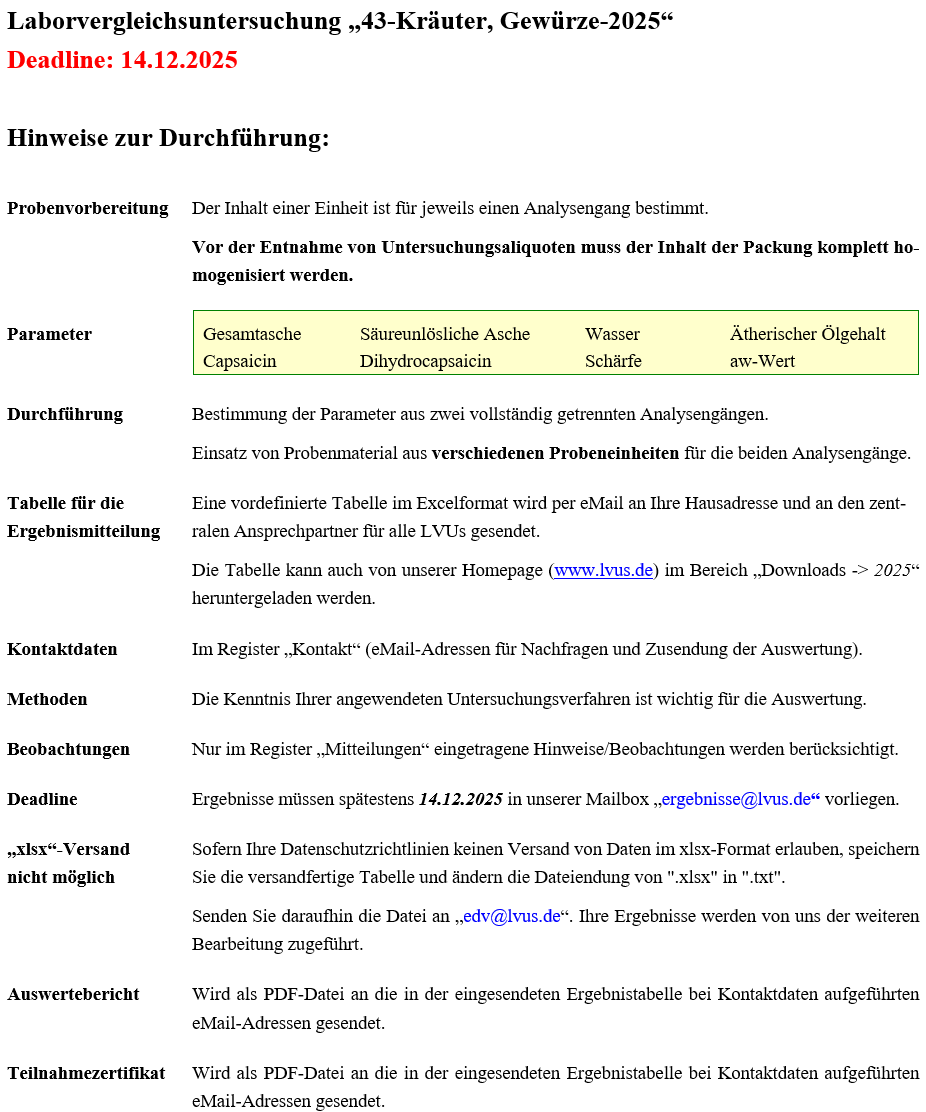 Laborvergleichsuntersuchung „43-Kräuter, Gewürze-2025“
Deadline: 14.12.2025
Hinweise zur Durchführung:
Probenvorbereitung Der Inhalt einer Einheit ist für jeweils einen Analysengang bestimmt.
Vor der Entnahme von Untersuchungsaliquoten muss der Inhalt der Packung komplett ho-
mogenisiert werden.
Parameter Gesamtasche Säureunlösliche Asche Wasser Ätherischer Ölgehalt
Capsaicin Dihydrocapsaicin Schärfe aw-Wert
Durchführung Bestimmung der Parameter aus zwei vollständig getrennten Analysengängen.
Einsatz von Probenmaterial aus verschiedenen Probeneinheiten für die beiden Analysengänge.
Tabelle für die Eine vordefinierte Tabelle im Excelformat wird per eMail an Ihre Hausadresse und an den zent-
Ergebnismitteilung ralen Ansprechpartner für alle LVUs gesendet.
Die Tabelle kann auch von unserer Homepage (www.lvus.de) im Bereich „Downloads -> 2025“
heruntergeladen werden.
Kontaktdaten Im Register „Kontakt“ (eMail-Adressen für Nachfragen und Zusendung der Auswertung).
Methoden Die Kenntnis Ihrer angewendeten Untersuchungsverfahren ist wichtig für die Auswertung.
Beobachtungen Nur im Register „Mitteilungen“ eingetragene Hinweise/Beobachtungen werden berücksichtigt.
Deadline Ergebnisse müssen spätestens 14.12.2025 in unserer Mailbox „ergebnisse@lvus.de“ vorliegen.
„xlsx“-Versand Sofern Ihre Datenschutzrichtlinien keinen Versand von Daten im xlsx-Format erlauben, speichern
nicht möglich Sie die versandfertige Tabelle und ändern die Dateiendung von ".xlsx" in ".txt".
Senden Sie daraufhin die Datei an „edv@lvus.de“. Ihre Ergebnisse werden von uns der weiteren
Bearbeitung zugeführt.
Auswertebericht Wird als PDF-Datei an die in der eingesendeten Ergebnistabelle bei Kontaktdaten aufgeführten
eMail-Adressen gesendet.
Teilnahmezertifikat Wird als PDF-Datei an die in der eingesendeten Ergebnistabelle bei Kontaktdaten aufgeführten
eMail-Adressen gesendet.